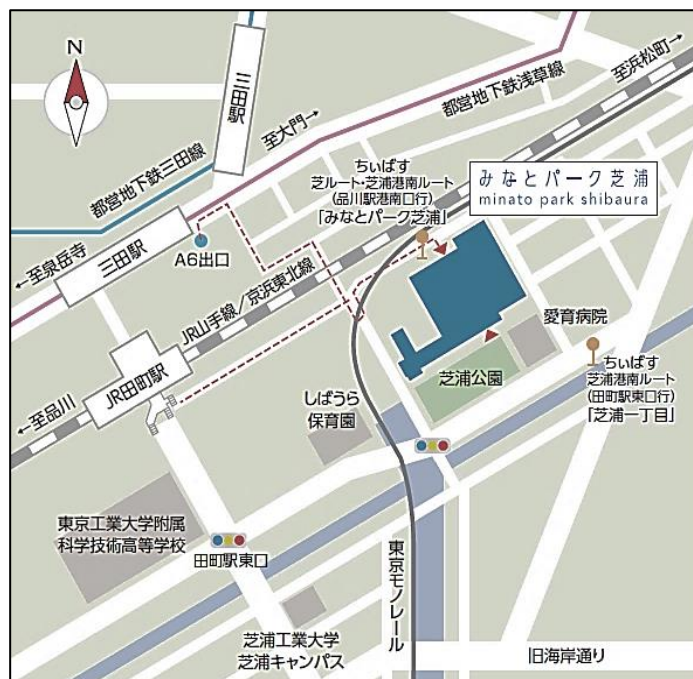 N
三田駅
都営地下鉄浅草線
至浜松町→
至大門→
都営地下鉄三田線
ちぃばす
芝ルート・芝浦港南ルート
(品川駅港南口行)
「みなとパーク芝浦」
みなとパーク芝浦
minato park shibaura
←至泉岳寺
三田駅
A6出口
JR山手線/京浜東北線
愛育病院
JR田町駅
←至品川
芝浦公園
ちぃばす
芝浦港南ルート
(田町駅東口行)
「芝浦一丁目」
しばうら
保育園
東京工業大学附属
科学技術高等学校
田町駅東口
東京モノレール
芝浦工業大学
芝浦キャンパス
旧海岸通り